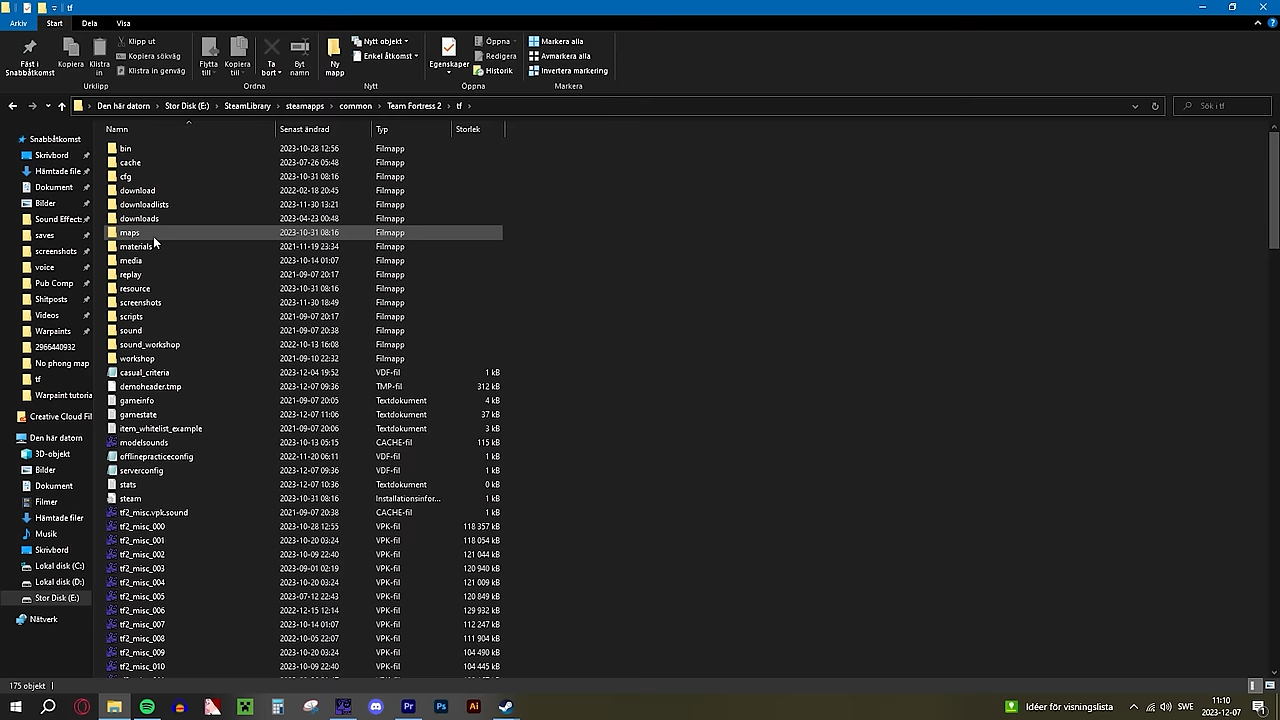 tf
Arkiv Start Dela Visa
Fäst i Snabbåtkomst
Kopiera
Klistra in
Klipp ut
Kopiera sökväg
Klistra in genväg
Urklipp
Flytta till
Kopiera till
Ta bort
Byt namn
Ordna
Ny mapp
Nytt objekt
Enkel åtkomst
Nytt
Egenskaper
Öppna
Redigera
Historik
Öppna
Markera alla
Avmarkera alla
Invertera markering
Markera
Den här datorn › Stor Disk (E:) › SteamLibrary › steamapps › common › Team Fortress 2 › tf ›
Sök i tf
Snabbåtkomst
Skrivbord
Hämtade file
Dokument
Bilder
Sound Effects
saves
screenshots
voice
Pub Comp
Shitposts
Videos
Warpaints
2966440932
No phong map
tf
Warpaint tutoria
Creative Cloud Fil
Den här datorn
3D-objekt
Bilder
Dokument
Filmer
Hämtade filer
Musik
Skrivbord
Lokal disk (C:)
Lokal disk (D:)
Stor Disk (E:)
Nätverk
Namn Senast ändrad Typ Storlek
bin 2023-10-28 12:56 Filmapp
cache 2023-07-26 05:48 Filmapp
cfg 2023-10-31 08:16 Filmapp
download 2022-02-18 20:45 Filmapp
downloadlists 2023-11-30 13:21 Filmapp
downloads 2023-04-23 00:48 Filmapp
maps 2023-10-31 08:16 Filmapp
materials 2021-11-19 23:34 Filmapp
media 2023-10-14 01:07 Filmapp
replay 2021-09-07 20:17 Filmapp
resource 2023-10-31 08:16 Filmapp
screenshots 2023-11-30 18:49 Filmapp
scripts 2021-09-07 20:17 Filmapp
sound 2021-09-07 20:38 Filmapp
sound_workshop 2022-10-13 16:08 Filmapp
workshop 2021-09-10 22:32 Filmapp
casual_criteria 2023-12-04 19:52 VDF-fil 1 kB
demoheader.tmp 2023-12-07 09:36 TMP-fil 312 kB
gameinfo 2021-09-07 20:05 Textdokument 4 kB
gamestate 2023-12-07 11:06 Textdokument 37 kB
item_whitelist_example 2021-09-07 20:06 Textdokument 3 kB
modelsounds 2023-10-13 05:15 CACHE-fil 115 kB
offlinepracticeconfig 2022-11-20 06:11 VDF-fil 1 kB
serverconfig 2023-12-07 09:36 VDF-fil 1 kB
stats 2023-12-07 10:36 Textdokument 0 kB
steam 2023-10-31 08:16 Installationsinfor... 1 kB
tf2_misc.vpk.sound 2021-09-07 20:38 CACHE-fil 1 kB
tf2_misc_000 2023-10-28 12:55 VPK-fil 118 357 kB
tf2_misc_001 2023-10-20 03:24 VPK-fil 118 054 kB
tf2_misc_002 2023-10-09 22:40 VPK-fil 121 044 kB
tf2_misc_003 2023-09-01 02:19 VPK-fil 120 940 kB
tf2_misc_004 2023-10-20 03:24 VPK-fil 121 009 kB
tf2_misc_005 2023-07-12 22:43 VPK-fil 120 849 kB
tf2_misc_006 2022-12-15 12:14 VPK-fil 129 932 kB
tf2_misc_007 2023-10-14 01:07 VPK-fil 112 247 kB
tf2_misc_008 2022-10-05 22:07 VPK-fil 111 904 kB
tf2_misc_009 2023-10-20 03:24 VPK-fil 104 490 kB
tf2_misc_010 2023-10-09 22:40 VPK-fil 104 445 kB
175 objekt
Pr Ps Ai
Idéer för visningslista
SWE
11:10
2023-12-07